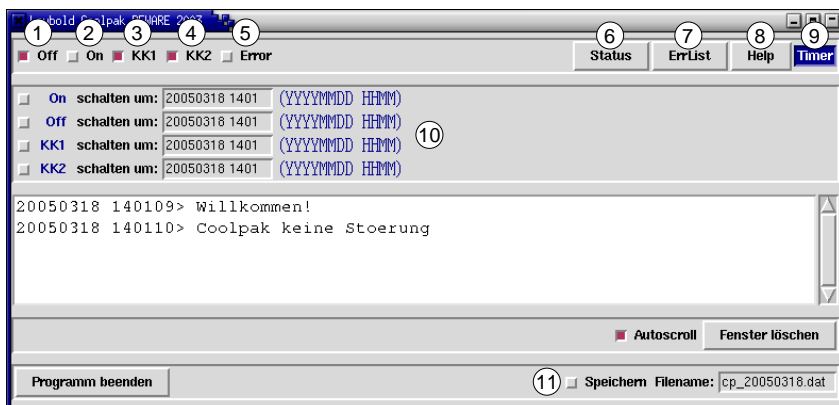 Leybold Coolpak BEWARE 2003
1 2 3 4 5 6 7 8 9
Off On KK1 KK2 Error Status ErrList Help Timer
On schalten um: 20050318 1401 (YYYYMMDD HHMM)
Off schalten um: 20050318 1401 (YYYYMMDD HHMM)
10
KK1 schalten um: 20050318 1401 (YYYYMMDD HHMM)
KK2 schalten um: 20050318 1401 (YYYYMMDD HHMM)
20050318 140109> Willkommen!
20050318 140110> Coolpak keine Stoerung
Autoscroll Fenster löschen
Programm beenden 11 Speichern Filename: cp_20050318.dat